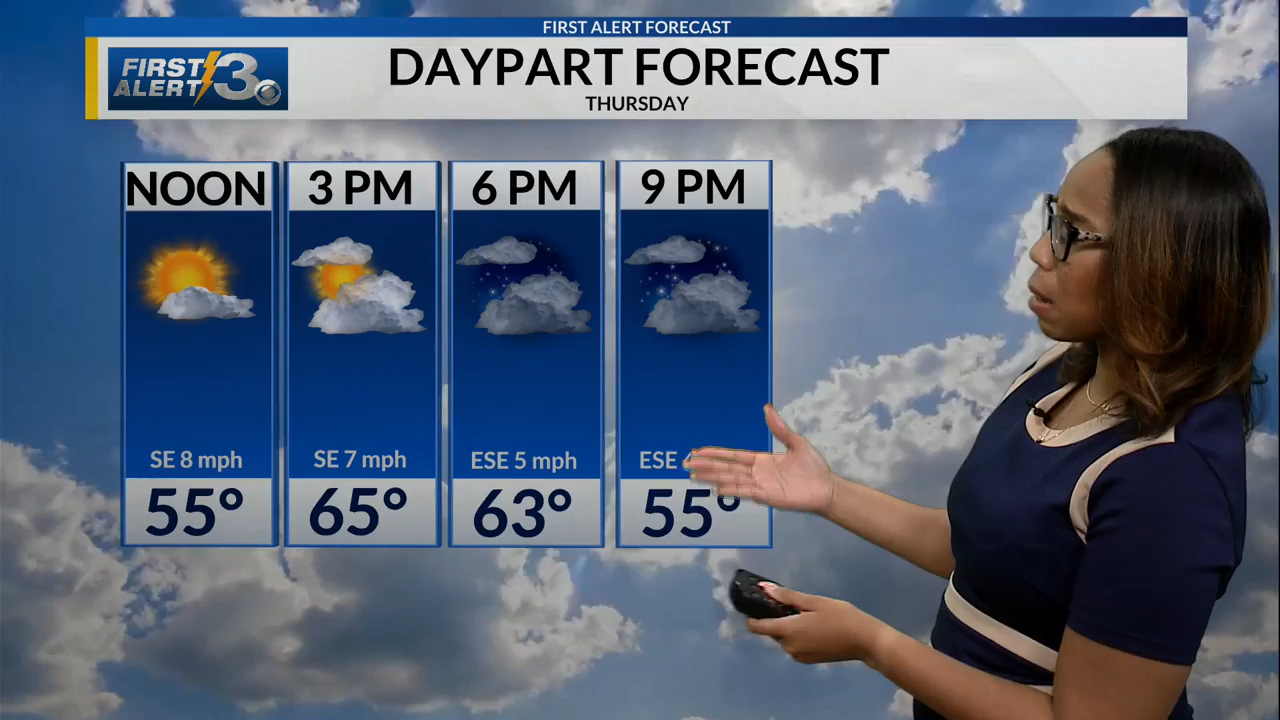 FIRST ALERT FORECAST
FIRST
ALERT 3
DAYPART FORECAST
THURSDAY
NOON
SE 8 mph
55°
3 PM
SE 7 mph
65°
6 PM
ESE 5 mph
63°
9 PM
ESE
55°